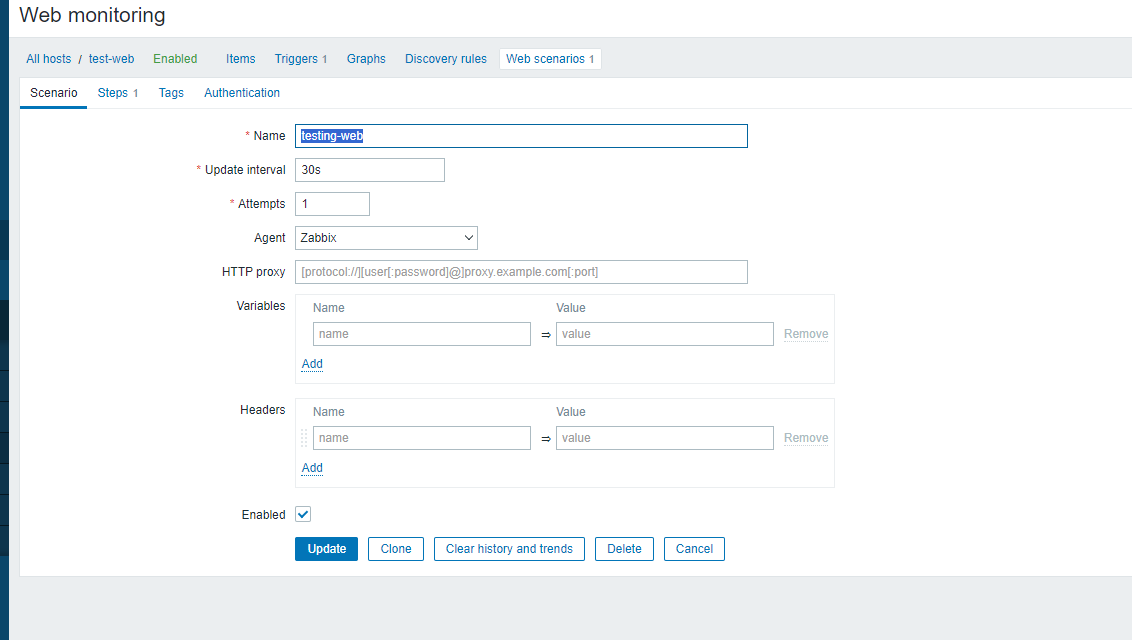 Web monitoring
All hosts / test-web Enabled Items Triggers 1 Graphs Discovery rules Web scenarios 1
Scenario Steps 1 Tags Authentication
* Name testing-web
* Update interval 30s
* Attempts 1
Agent Zabbix
HTTP proxy [protocol://][user[:password]@]proxy.example.com[:port]
Variables Name Value
name ⇒ value Remove
Add
Headers Name Value
name ⇒ value Remove
Add
Enabled
Update Clone Clear history and trends Delete Cancel